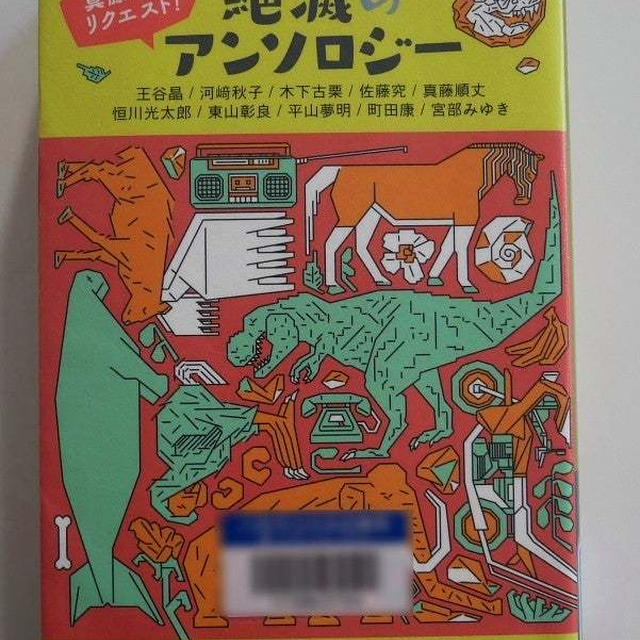 リクエスト!
絶滅の
アンソロジー
王谷晶 / 河﨑秋子 / 木下古栗 / 佐藤究 / 真藤順丈
恒川光太郎 / 東山彰良 / 平山夢明 / 町田康 / 宮部みゆき